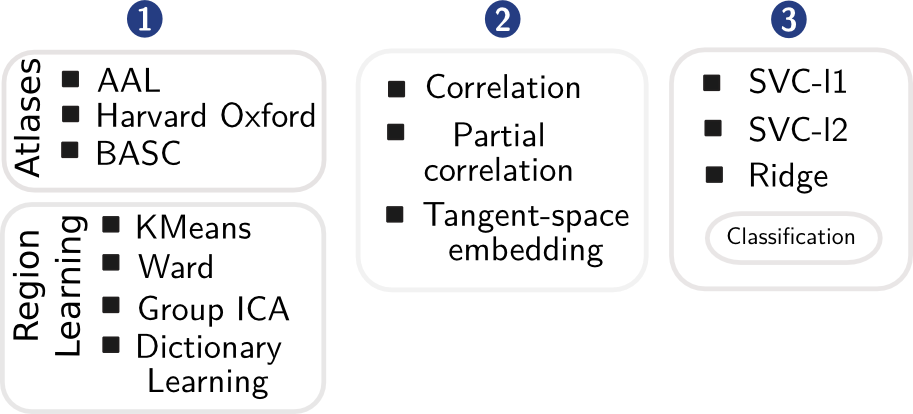 1
Atlases
AAL
Harvard Oxford
BASC
Region
Learning
KMeans
Ward
Group ICA
Dictionary
Learning
2
Correlation
Partial
correlation
Tangent-space
embedding
3
SVC-l1
SVC-l2
Ridge
Classification